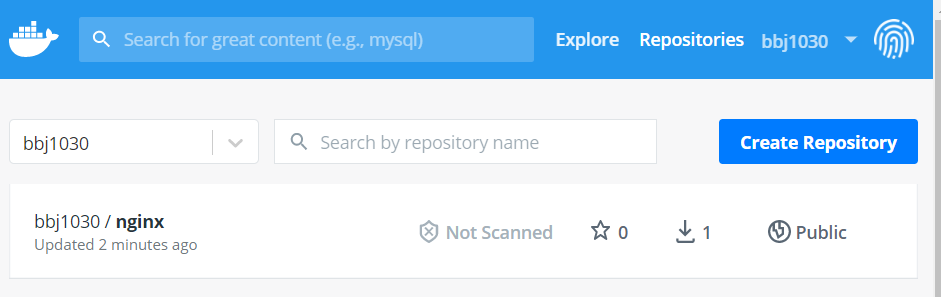 Search for great content (e.g., mysql) Explore Repositories bbj1030
bbj1030 Search by repository name Create Repository
bbj1030 / nginx Not Scanned 0 1 Public
Updated 2 minutes ago